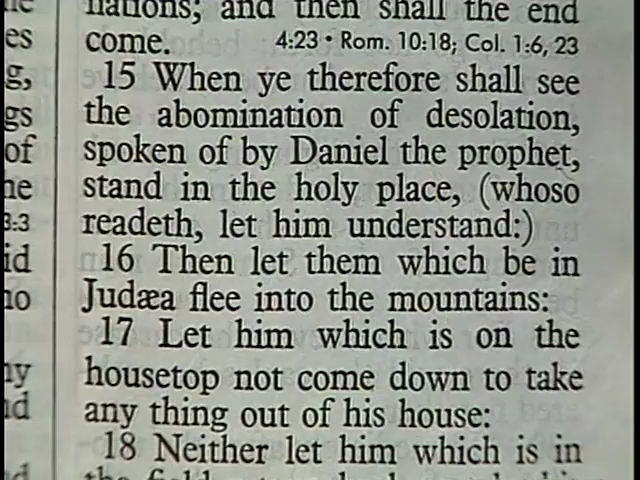 nations; and then shall the end
come. 4:23 • Rom. 10:18; Col. 1:6, 23
15 When ye therefore shall see
the abomination of desolation,
spoken of by Daniel the prophet,
stand in the holy place, (whoso
readeth, let him understand:)
16 Then let them which be in
Judæa flee into the mountains:
17 Let him which is on the
housetop not come down to take
any thing out of his house:
18 Neither let him which is in